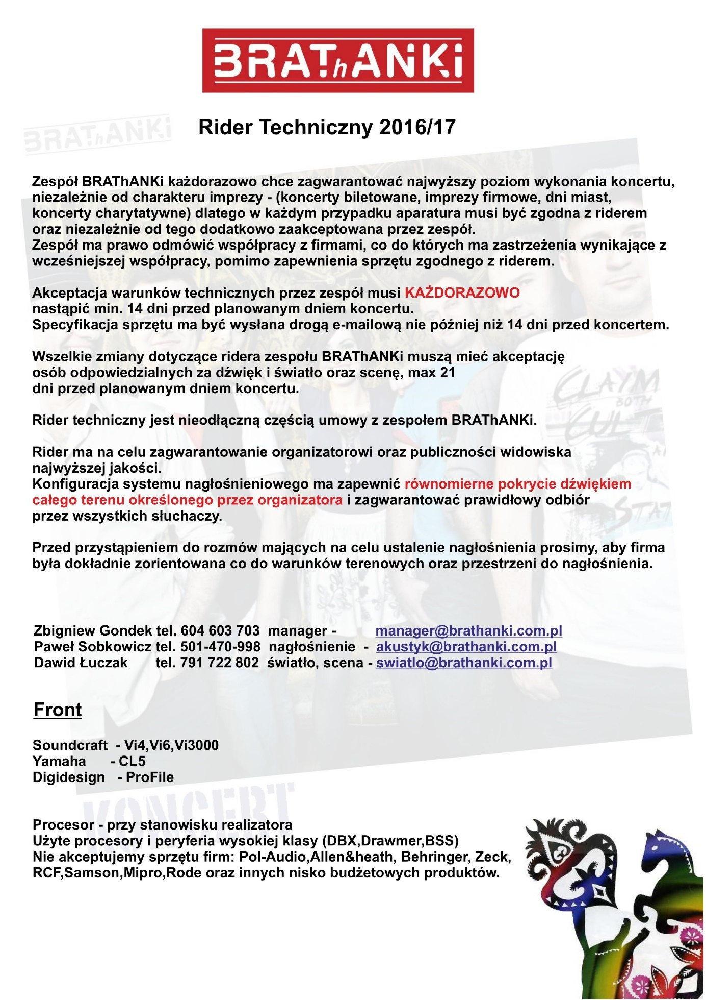 BRAThANKi
BRAThANKi
Rider Techniczny 2016/17
Zespół BRAThANKi każdorazowo chce zagwarantować najwyższy poziom wykonania koncertu,
niezależnie od charakteru imprezy - (koncerty biletowane, imprezy firmowe, dni miast,
koncerty charytatywne) dlatego w każdym przypadku aparatura musi być zgodna z riderem
oraz niezależnie od tego dodatkowo zaakceptowana przez zespół.
Zespół ma prawo odmówić współpracy z firmami, co do których ma zastrzeżenia wynikające z
wcześniejszej współpracy, pomimo zapewnienia sprzętu zgodnego z riderem.
Akceptacja warunków technicznych przez zespół musi KAŻDORAZOWO
nastąpić min. 14 dni przed planowanym dniem koncertu.
Specyfikacja sprzętu ma być wysłana drogą e-mailową nie później niż 14 dni przed koncertem.
Wszelkie zmiany dotyczące ridera zespołu BRAThANKi muszą mieć akceptację
osób odpowiedzialnych za dźwięk i światło oraz scenę, max 21
dni przed planowanym dniem koncertu.
CLAIM
BOTH
CUL
Rider techniczny jest nieodłączną częścią umowy z zespołem BRAThANKi.
Rider ma na celu zagwarantowanie organizatorowi oraz publiczności widowiska
najwyższej jakości.
Konfiguracja systemu nagłośnieniowego ma zapewnić równomierne pokrycie dźwiękiem
całego terenu określonego przez organizatora i zagwarantować prawidłowy odbiór
przez wszystkich słuchaczy.
STAT
Przed przystąpieniem do rozmów mających na celu ustalenie nagłośnienia prosimy, aby firma
była dokładnie zorientowana co do warunków terenowych oraz przestrzeni do nagłośnienia.
Zbigniew Gondek tel. 604 603 703 manager - manager@brathanki.com.pl
Paweł Sobkowicz tel. 501-470-998 nagłośnienie - akustyk@brathanki.com.pl
Dawid Łuczak tel. 791 722 802 światło, scena - swiatlo@brathanki.com.pl
Front
Soundcraft - Vi4,Vi6,Vi3000
Yamaha - CL5
Digidesign - ProFile
KONCERT
Procesor - przy stanowisku realizatora
Użyte procesory i peryferia wysokiej klasy (DBX,Drawmer,BSS)
Nie akceptujemy sprzętu firm: Pol-Audio,Allen&heath, Behringer, Zeck,
RCF,Samson,Mipro,Rode oraz innych nisko budżetowych produktów.